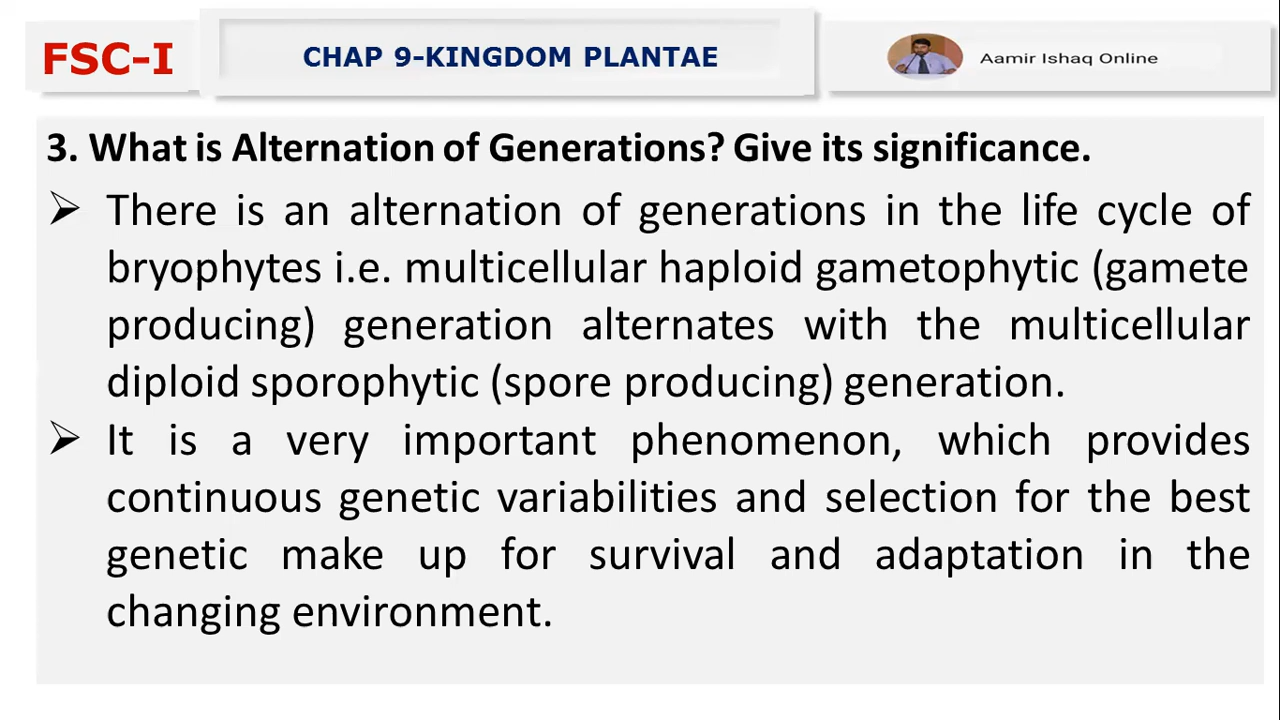 FSC-I
CHAP 9-KINGDOM PLANTAE
Aamir Ishaq Online
3. What is Alternation of Generations? Give its significance.
There is an alternation of generations in the life cycle of
bryophytes i.e. multicellular haploid gametophytic (gamete
producing) generation alternates with the multicellular
diploid sporophytic (spore producing) generation.
It is a very important phenomenon, which provides
continuous genetic variabilities and selection for the best
genetic make up for survival and adaptation in the
changing environment.